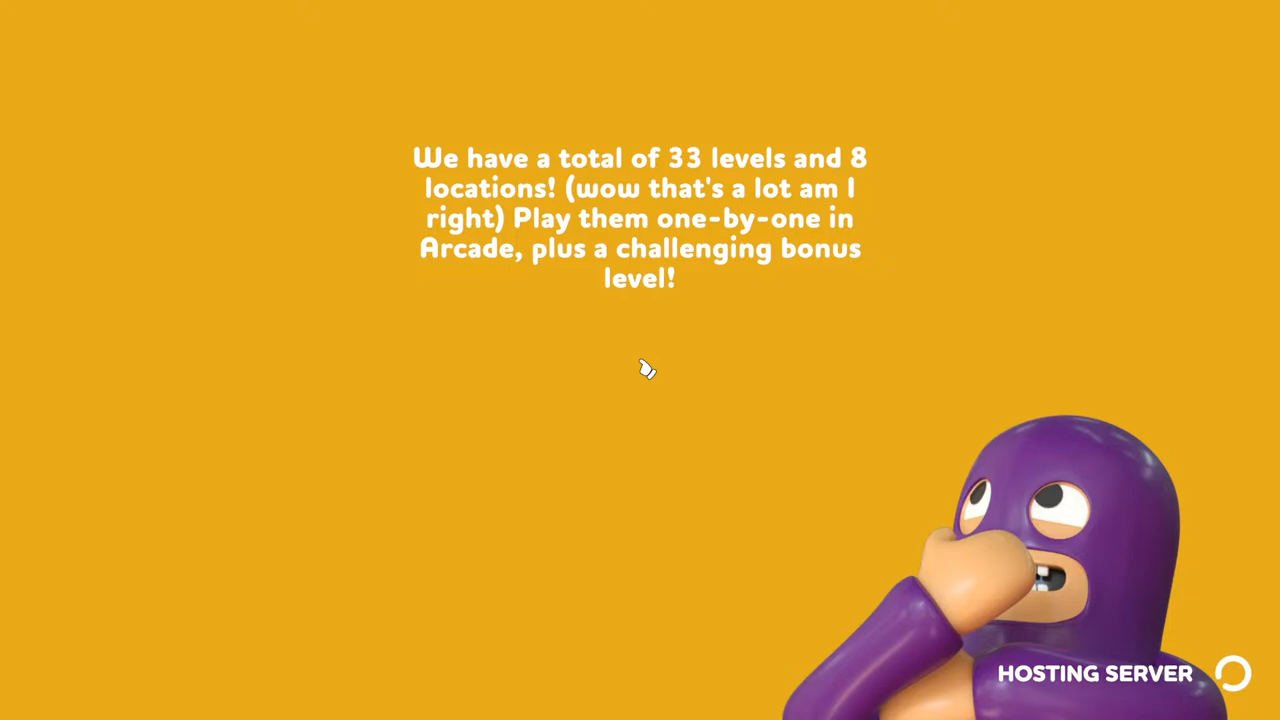 We have a total of 33 levels and 8
locations! (wow that's a lot am I
right) Play them one-by-one in
Arcade, plus a challenging bonus
level!
HOSTING SERVER